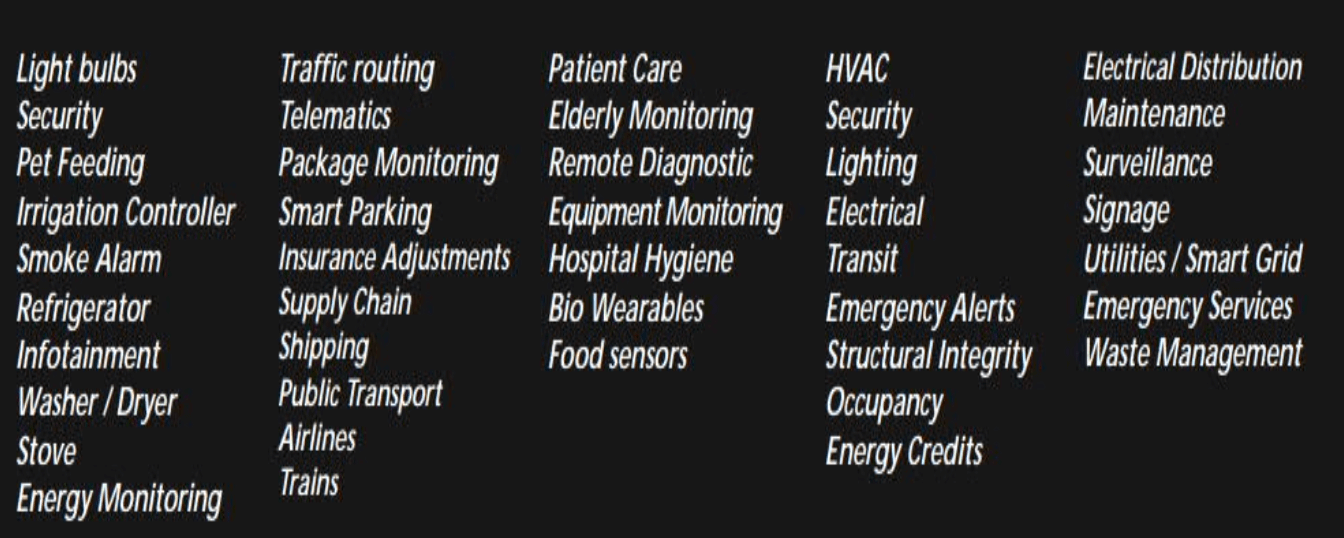 Light bulbs
Security
Pet Feeding
Irrigation Controller
Smoke Alarm
Refrigerator
Infotainment
Washer / Dryer
Stove
Energy Monitoring
Traffic routing
Telematics
Package Monitoring
Smart Parking
Insurance Adjustments
Supply Chain
Shipping
Public Transport
Airlines
Trains
Patient Care
Elderly Monitoring
Remote Diagnostic
Equipment Monitoring
Hospital Hygiene
Bio Wearables
Food sensors
HVAC
Security
Lighting
Electrical
Transit
Emergency Alerts
Structural Integrity
Occupancy
Energy Credits
Electrical Distribution
Maintenance
Surveillance
Signage
Utilities / Smart Grid
Emergency Services
Waste Management